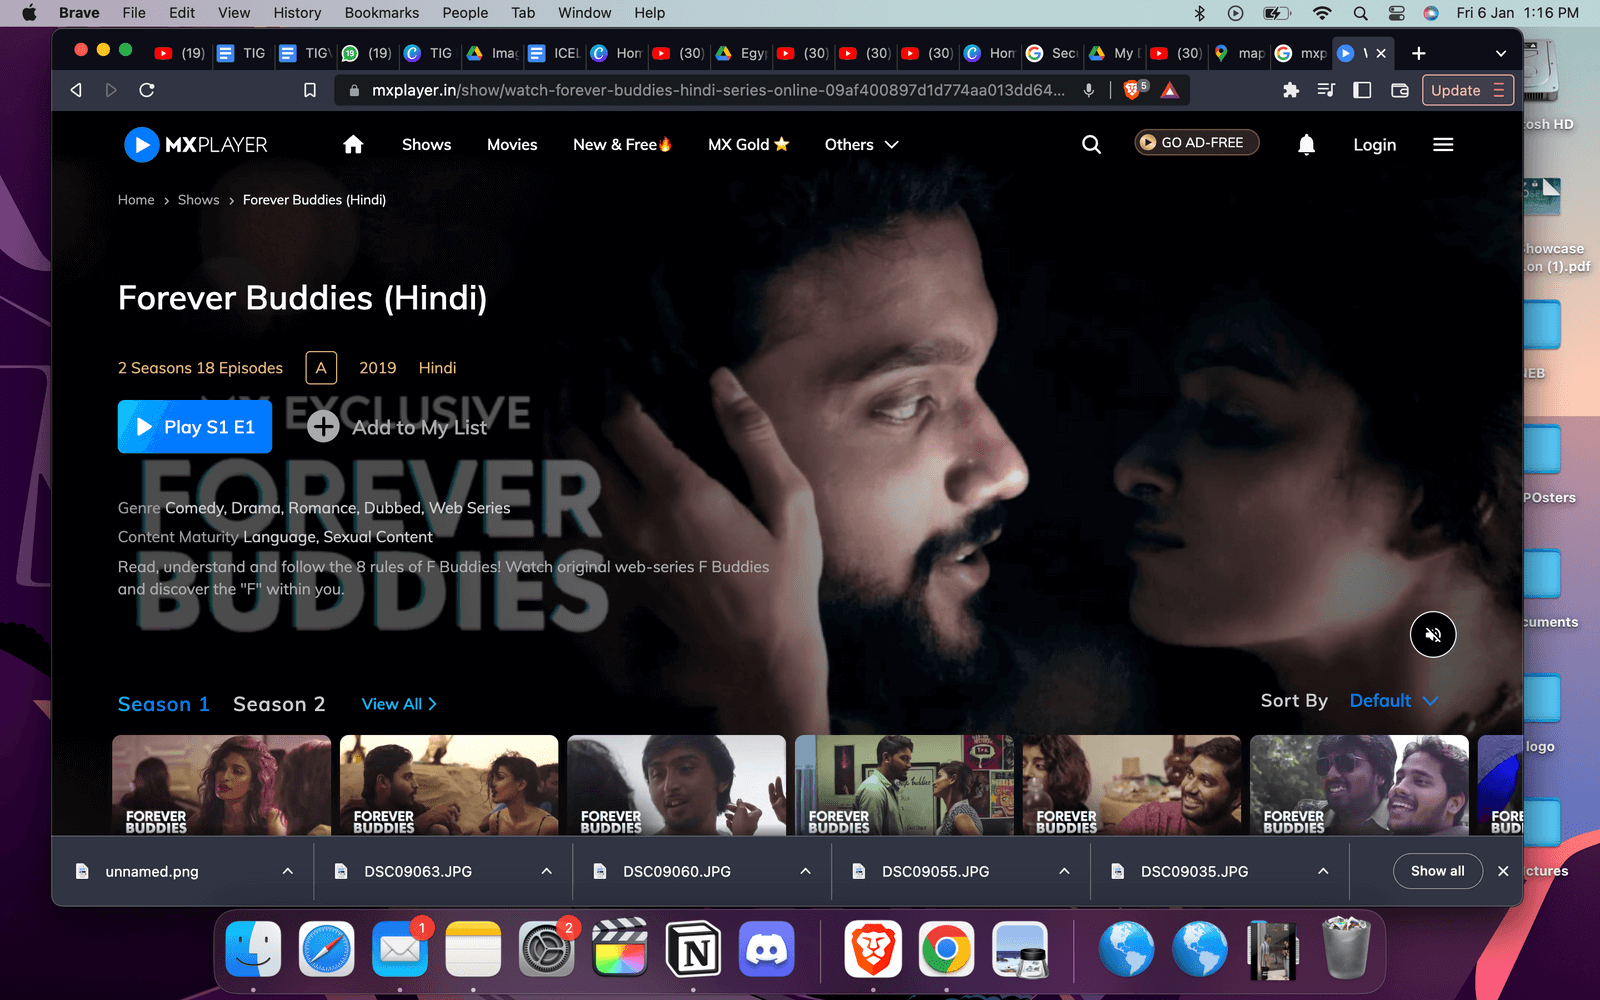 Brave File Edit View History Bookmarks People Tab Window Help Fri 6 Jan 1:16 PM
(19) TIG TIG (19) TIG Ima ICEL Hom (30) Egy (30) (30) (30) Hom Sec My (30) map mxp
mxplayer.in/show/watch-forever-buddies-hindi-series-online-09af400897d1d774aa013dd64... 5 Update
MXPLAYER Shows Movies New & Free MX Gold Others GO AD-FREE Login
Home > Shows > Forever Buddies (Hindi)
Forever Buddies (Hindi)
2 Seasons 18 Episodes A 2019 Hindi
MX EXCLUSIVE
Play S1 E1 Add to My List
FOREVER
BUDDIES
Genre Comedy, Drama, Romance, Dubbed, Web Series
Content Maturity Language, Sexual Content
Read, understand and follow the 8 rules of F Buddies! Watch original web-series F Buddies
and discover the "F" within you.
Season 1 Season 2 View All > Sort By Default
FOREVER BUDDIES
FOREVER BUDDIES
FOREVER BUDDIES
FOREVER BUDDIES
FOREVER BUDDIES
FOREVER BUDDIES
unnamed.png DSC09063.JPG DSC09060.JPG DSC09055.JPG DSC09035.JPG Show all
tosh HD
howcase
on (1).pdf
IEB
POsters
cuments
logo
ctures
1
2